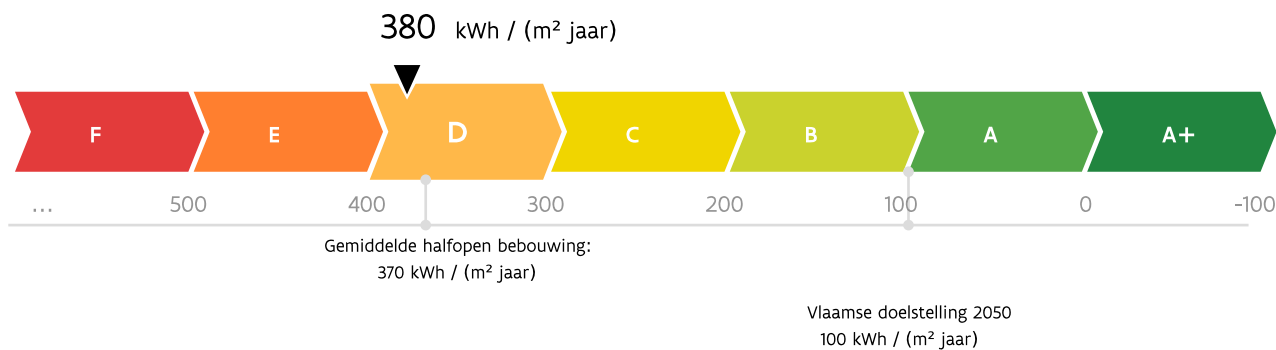 380 kWh / (m² jaar)
F E D C B A A+
... 500 400 300 200 100 0 -100
Gemiddelde halfopen bebouwing:
370 kWh / (m² jaar)
Vlaamse doelstelling 2050
100 kWh / (m² jaar)